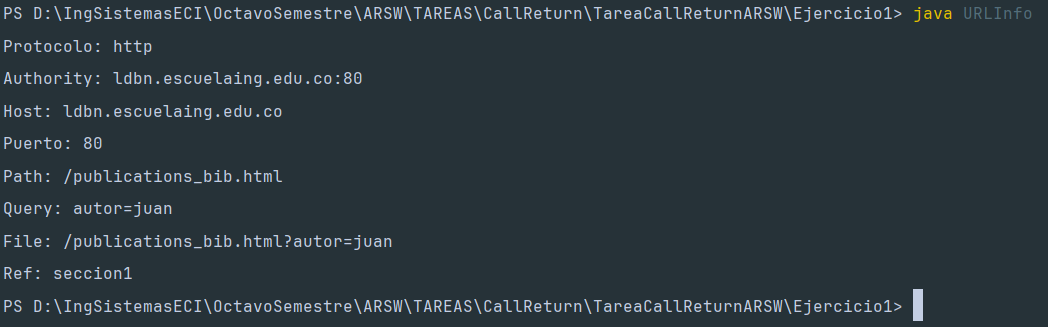 PS D:\IngSistemasECI\OctavoSemestre\ARSW\TAREAS\CallReturn\TareaCallReturnARSW\Ejercicio1> java URLInfo
Protocolo: http
Authority: ldbn.escuelaing.edu.co:80
Host: ldbn.escuelaing.edu.co
Puerto: 80
Path: /publications_bib.html
Query: autor=juan
File: /publications_bib.html?autor=juan
Ref: seccion1
PS D:\IngSistemasECI\OctavoSemestre\ARSW\TAREAS\CallReturn\TareaCallReturnARSW\Ejercicio1>